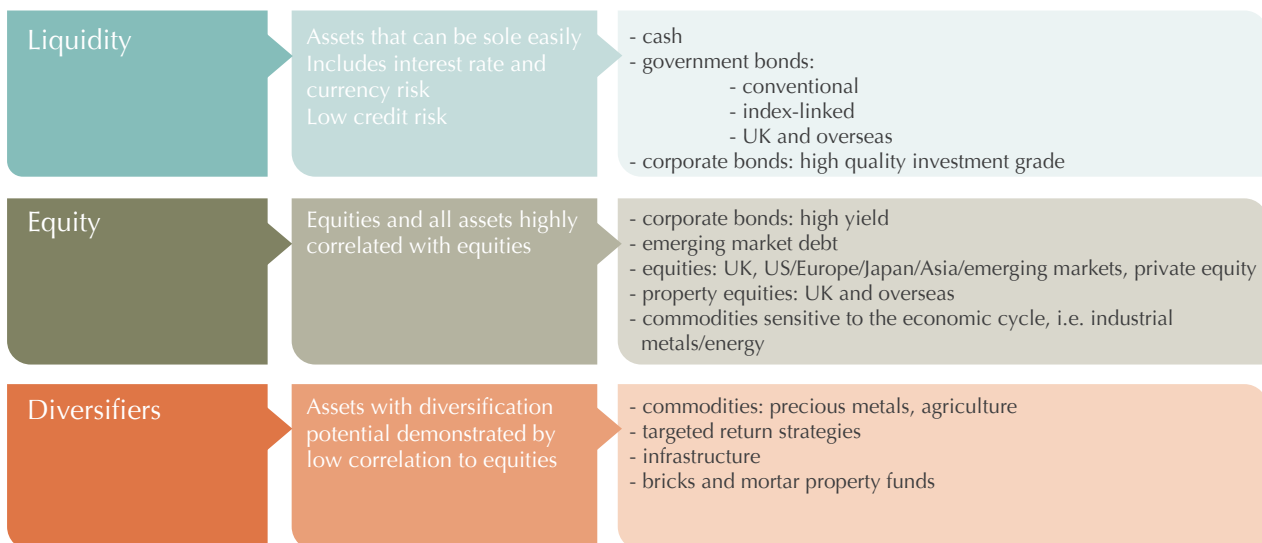 Liquidity
Assets that can be sole easily
Includes interest rate and
currency risk
Low credit risk
- cash
- government bonds:
- conventional
- index-linked
- UK and overseas
- corporate bonds: high quality investment grade
Equity
Equities and all assets highly
correlated with equities
- corporate bonds: high yield
- emerging market debt
- equities: UK, US/Europe/Japan/Asia/emerging markets, private equity
- property equities: UK and overseas
- commodities sensitive to the economic cycle, i.e. industrial
metals/energy
Diversifiers
Assets with diversification
potential demonstrated by
low correlation to equities
- commodities: precious metals, agriculture
- targeted return strategies
- infrastructure
- bricks and mortar property funds